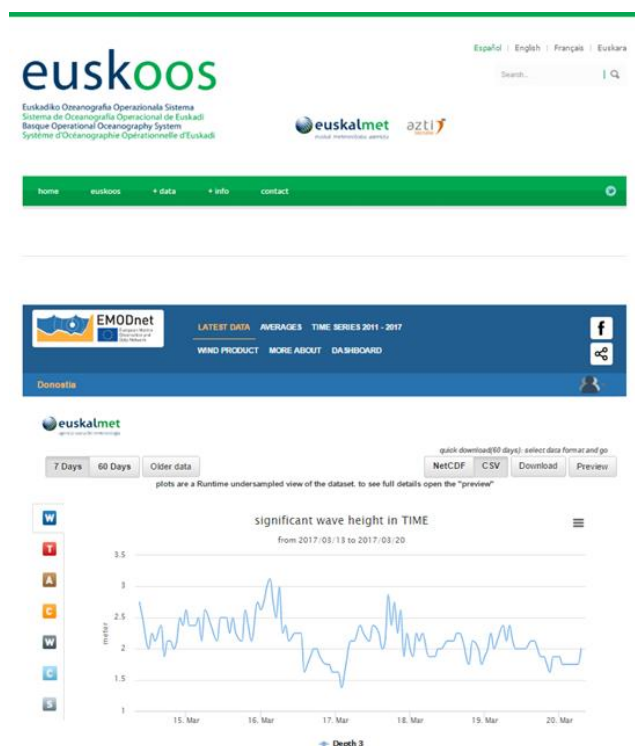 Español | English | Français | Euskara
euskoos
Search...
Euskadiko Ozeanografia Operazionala Sistema
Sistema de Oceanografía Operacional de Euskadi
Basque Operational Oceanography System
Système d'Océanographie Opérationnelle d'Euskadi
euskalmet
azti
home euskoos + data + info contact
EMODnet
European Marine
Observation and
Data Network
LATEST DATA AVERAGES TIME SERIES 2011 - 2017
WIND PRODUCT MORE ABOUT DASHBOARD
Donostia
euskalmet
quick download(60 days): select data format and go
7 Days 60 Days Older data NetCDF CSV Download Preview
plots are a Runtime undersampled view of the dataset. to see full details open the "preview"
W
T
A
C
W
C
S
significant wave height in TIME
from 2017/03/13 to 2017/03/20
meter
3.5
3
2.5
2
1.5
1
15. Mar 16. Mar 17. Mar 18. Mar 19. Mar 20. Mar
Depth 3